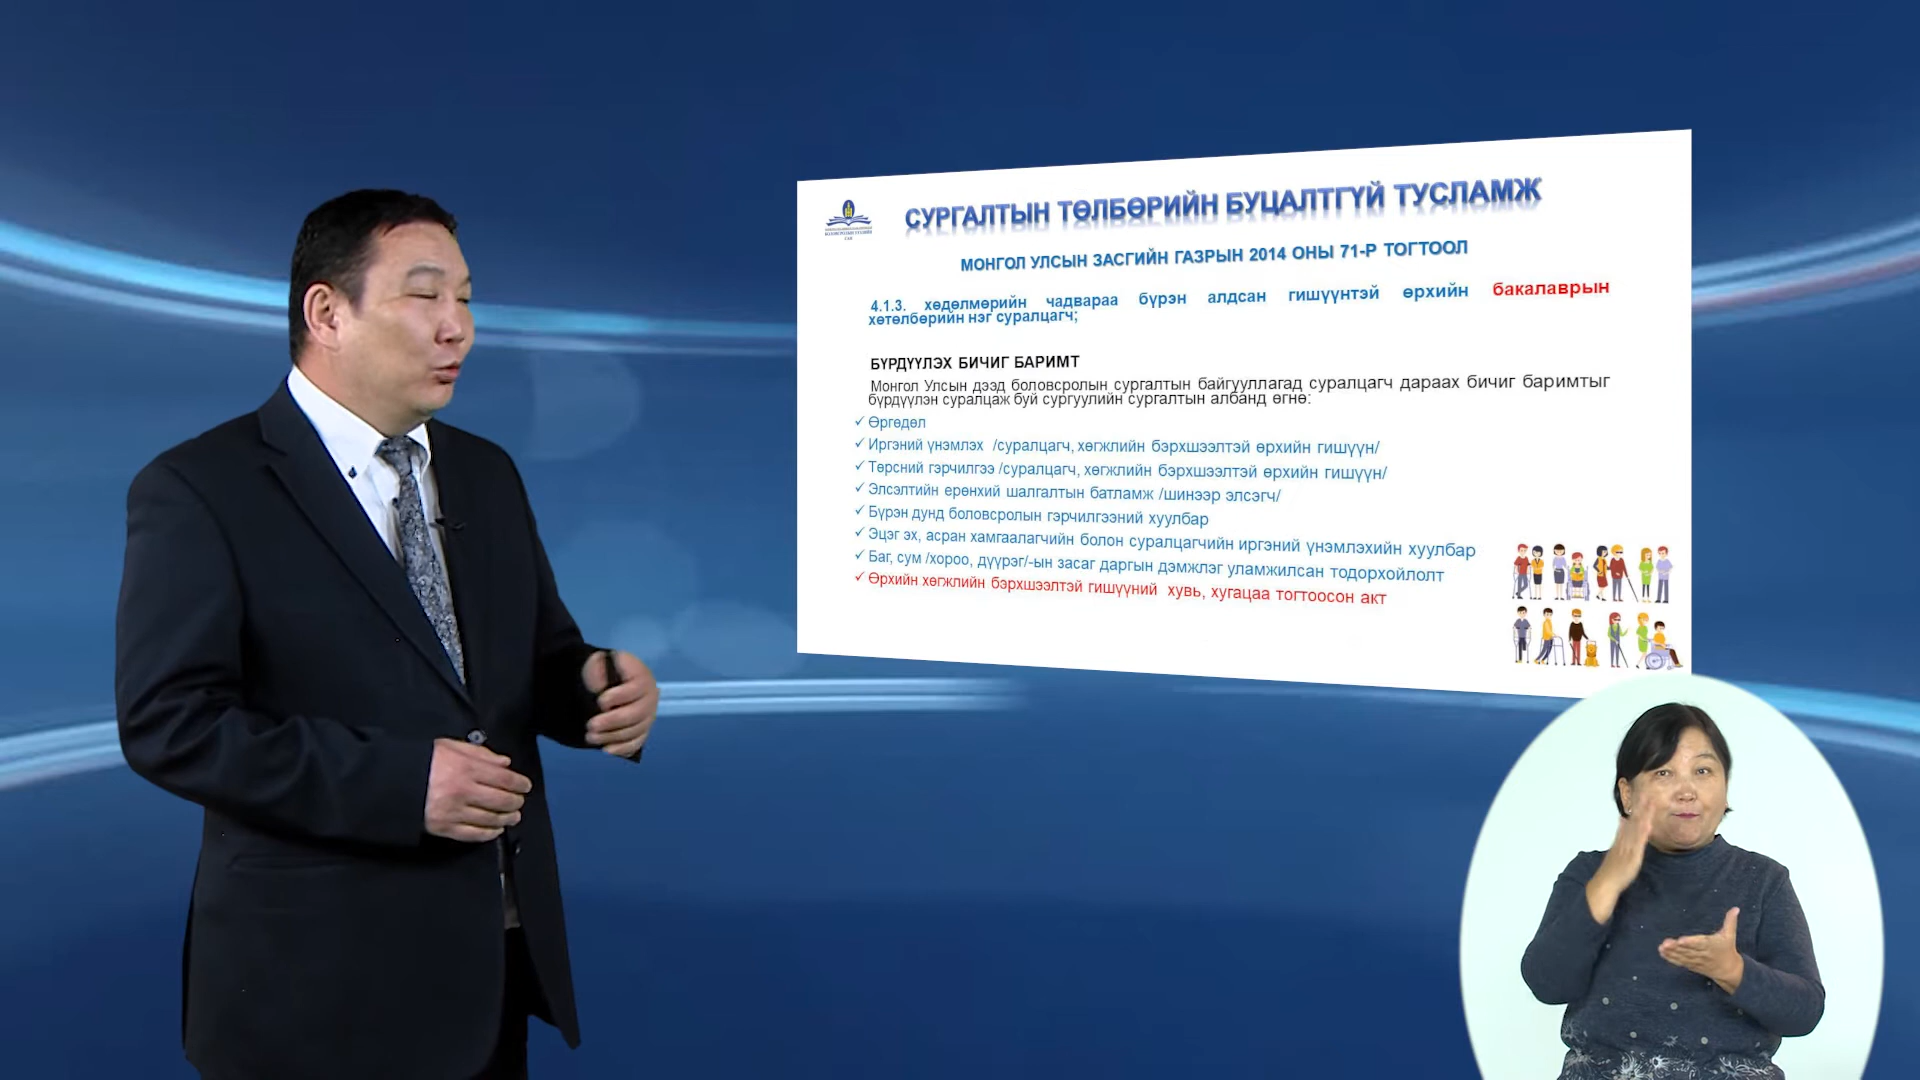 СУРГАЛТЫН ТӨЛБӨРИЙН БУЦАЛТГҮЙ ТУСЛАМЖ
МОНГОЛ УЛСЫН ЗАСГИЙН ГАЗРЫН 2014 ОНЫ 71-Р ТОГТООЛ
4.1.3. хөдөлмөрийн чадвараа бүрэн алдсан гишүүнтэй өрхийн бакалаврын
хөтөлбөрийн нэг суралцагч;
БҮРДҮҮЛЭХ БИЧИГ БАРИМТ
Монгол Улсын дээд боловсролын сургалтын байгууллагад суралцагч дараах бичиг баримтыг
бүрдүүлэн суралцаж буй сургуулийн сургалтын албанд өгнө:
✓ Өргөдөл
✓ Иргэний үнэмлэх /суралцагч, хөгжлийн бэрхшээлтэй өрхийн гишүүн/
✓ Төрсний гэрчилгээ /суралцагч, хөгжлийн бэрхшээлтэй өрхийн гишүүн/
✓ Элсэлтийн ерөнхий шалгалтын батламж /шинээр элсэгч/
✓ Бүрэн дунд боловсролын гэрчилгээний хуулбар
✓ Эцэг эх, асран хамгаалагчийн болон суралцагчийн иргэний үнэмлэхийн хуулбар
✓ Баг, сум /хороо, дүүрэг/-ын засаг даргын дэмжлэг уламжилсан тодорхойлолт
✓ Өрхийн хөгжлийн бэрхшээлтэй гишүүний хувь, хугацаа тогтоосон акт